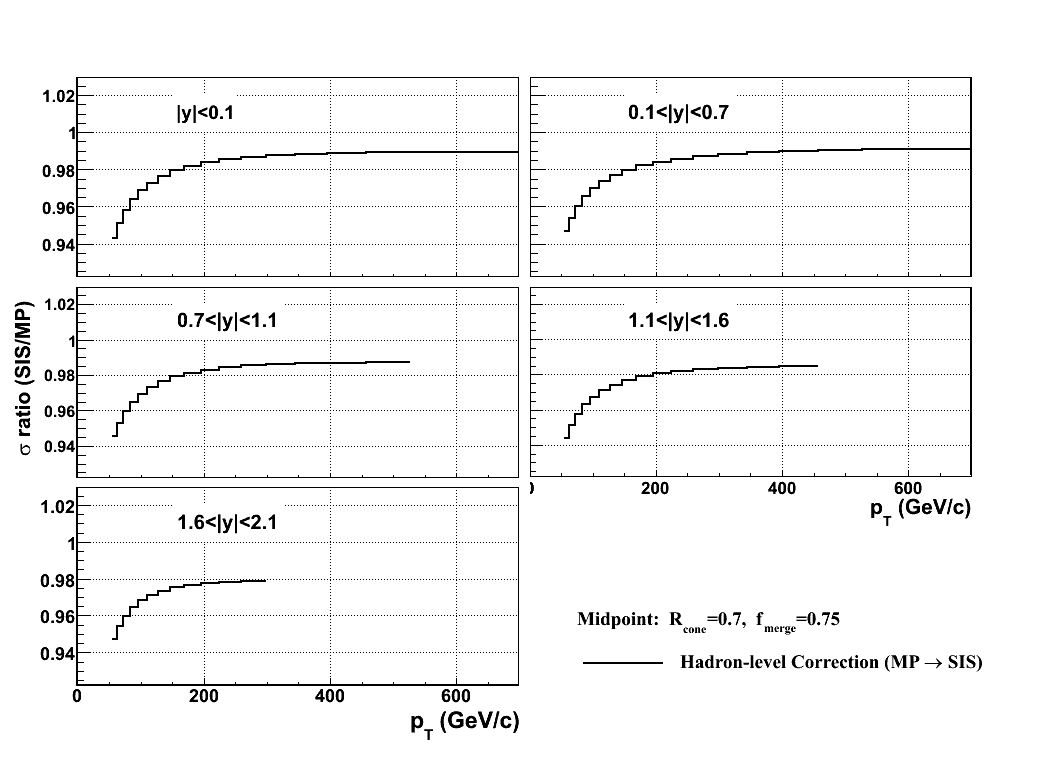 |y|<0.1
0.1<|y|<0.7
1.02
1
0.98
0.96
0.94
0.7<|y|<1.1
1.1<|y|<1.6
1.02
1
0.98
0.96
0.94
σ ratio (SIS/MP)
0 200 400 600
p_T (GeV/c)
1.6<|y|<2.1
1.02
1
0.98
0.96
0.94
0 200 400 600
p_T (GeV/c)
Midpoint: R_cone=0.7, f_merge=0.75
Hadron-level Correction (MP → SIS)